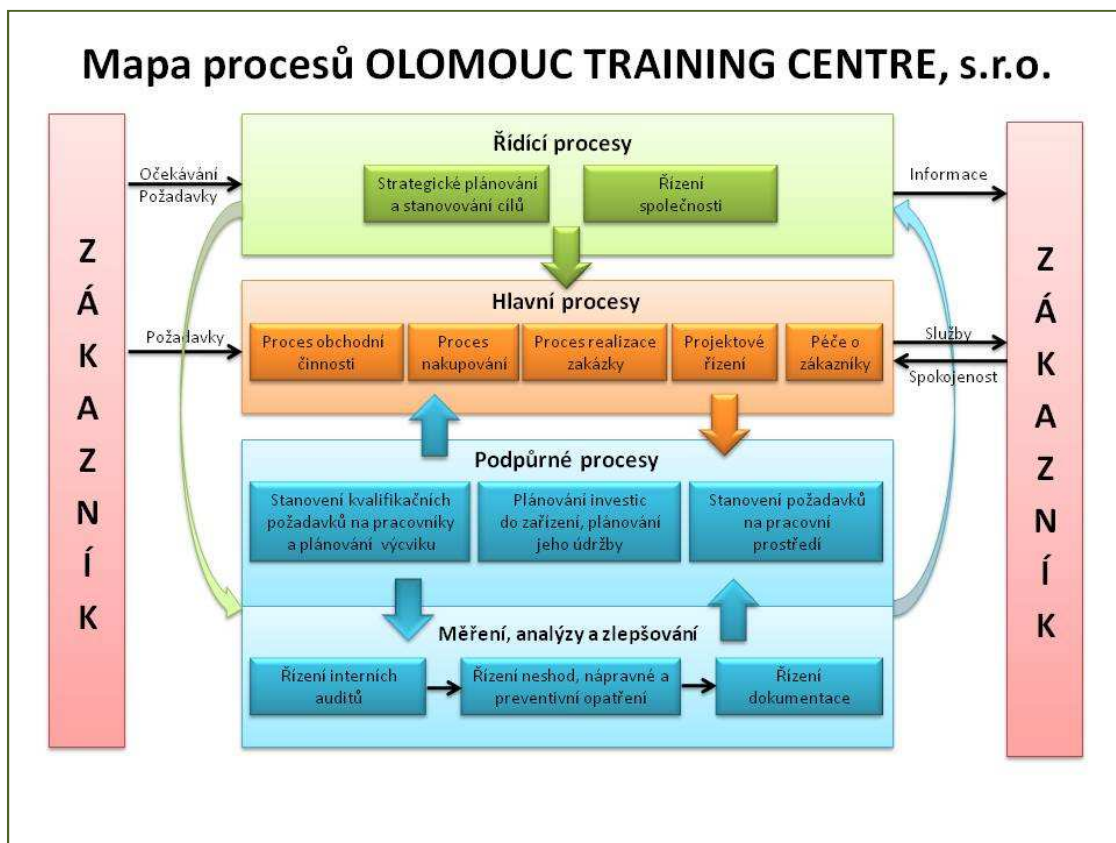 Mapa procesů OLOMOUC TRAINING CENTRE, s.r.o.
Z
Á
K
A
Z
N
Í
K
Očekávání
Požadavky
Požadavky
Řídící procesy
Strategické plánování
a stanovování cílů
Řízení
společnosti
Hlavní procesy
Proces obchodní
činnosti
Proces
nakupování
Proces realizace
zakázky
Projektové
řízení
Péče o
zákazníky
Podpůrné procesy
Stanovení kvalifikačních
požadavků na pracovníky
a plánování výcviku
Plánování investic
do zařízení, plánování
jeho údržby
Stanovení požadavků
na pracovní
prostředí
Měření, analýzy a zlepšování
Řízení interních
auditů
Řízení neshod, nápravné a
preventivní opatření
Řízení
dokumentace
Informace
Služby
Spokojenost
Z
Á
K
A
Z
N
Í
K